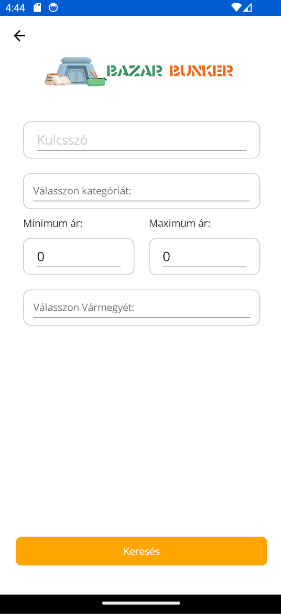 4:44
BAZAR BUNKER
Kulcsszó
Válasszon kategóriát:
Minimum ár: Maximum ár:
0 0
Válasszon Vármegyét:
Keresés